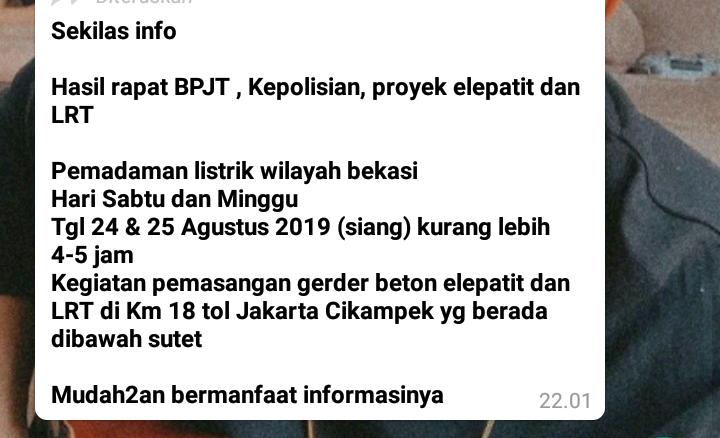 Diteruskan
Sekilas info
Hasil rapat BPJT , Kepolisian, proyek elepatit dan
LRT
Pemadaman listrik wilayah bekasi
Hari Sabtu dan Minggu
Tgl 24 & 25 Agustus 2019 (siang) kurang lebih
4-5 jam
Kegiatan pemasangan gerder beton elepatit dan
LRT di Km 18 tol Jakarta Cikampek yg berada
dibawah sutet
Mudah2an bermanfaat informasinya
22.01